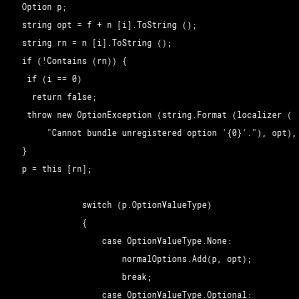 Option p;
string opt = f + n [i].ToString ();
string rn = n [i].ToString ();
if (!Contains (rn)) {
if (i == 0)
return false;
throw new OptionException (string.Format (localizer (
"Cannot bundle unregistered option '{0}'."), opt),
}
p = this [rn];
switch (p.OptionValueType)
{
case OptionValueType.None:
normalOptions.Add(p, opt);
break;
case OptionValueType.Optional: